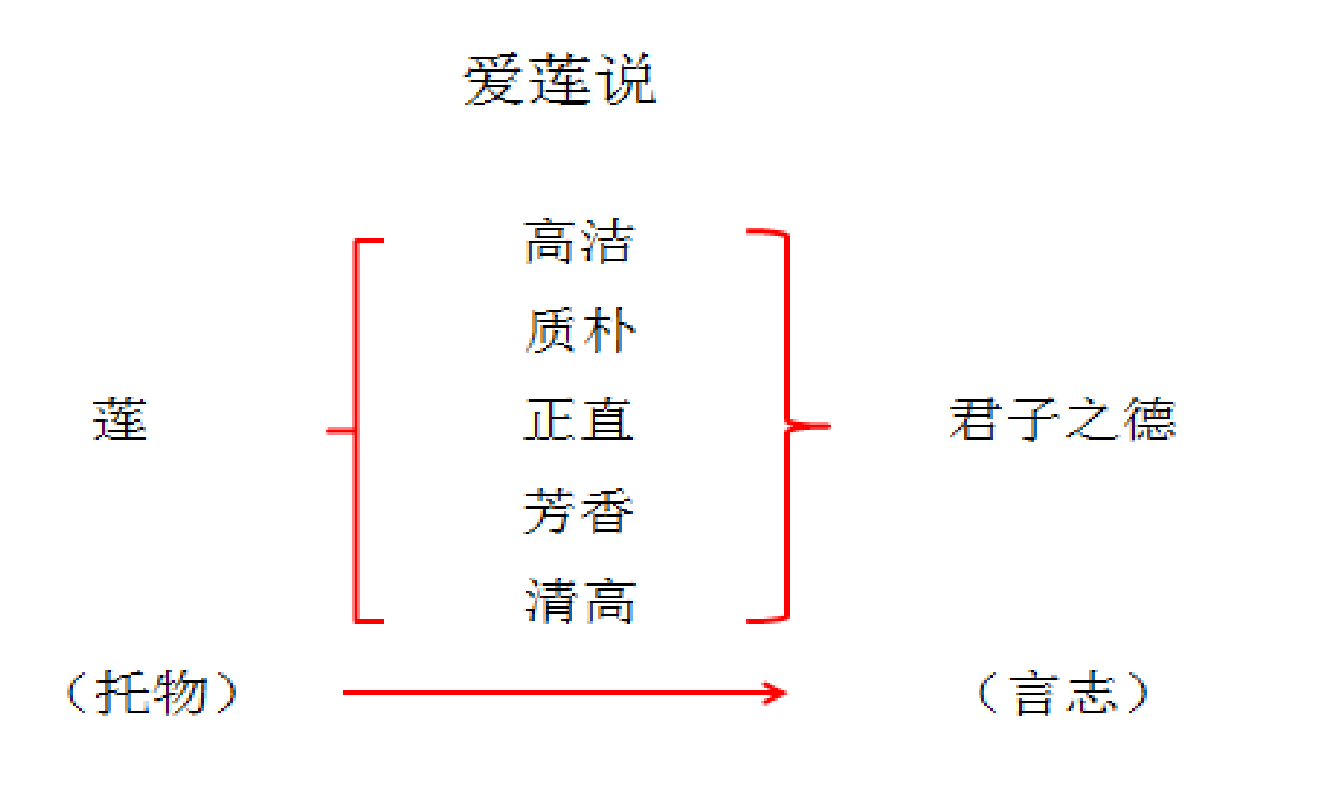 爱莲说
高洁
质朴
莲 正直 君子之德
芳香
清高
（托物） （言志）